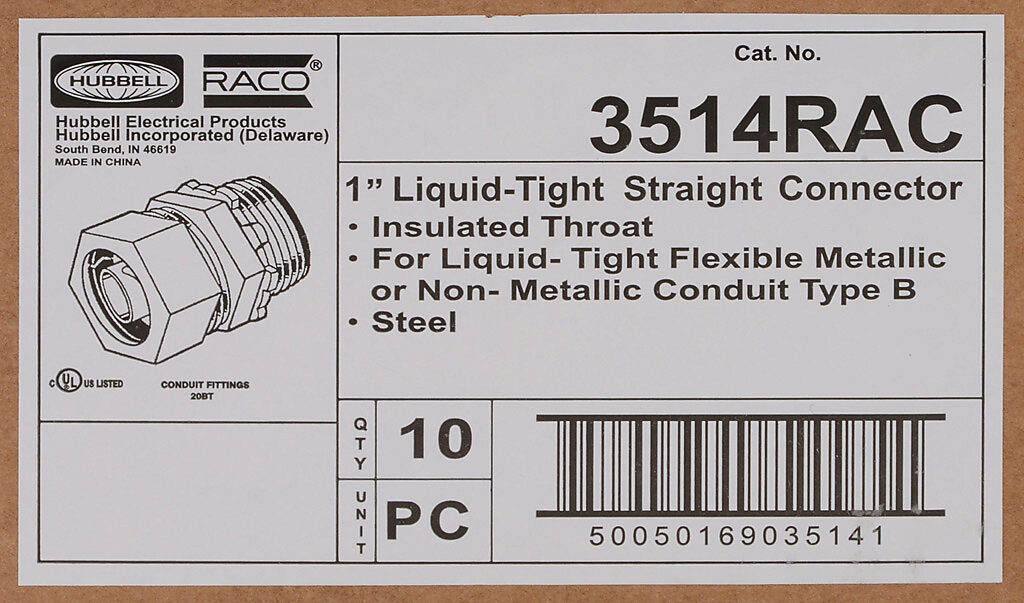 HUBBELL
RACO®
Hubbell Electrical Products
Hubbell Incorporated (Delaware)
South Bend, IN 46619
MADE IN CHINA
C UL US LISTED
CONDUIT FITTINGS
20BT
Cat. No.
3514RAC
1” Liquid-Tight Straight Connector
• Insulated Throat
• For Liquid- Tight Flexible Metallic
or Non- Metallic Conduit Type B
• Steel
QTY
10
UNIT
PC
50050169035141